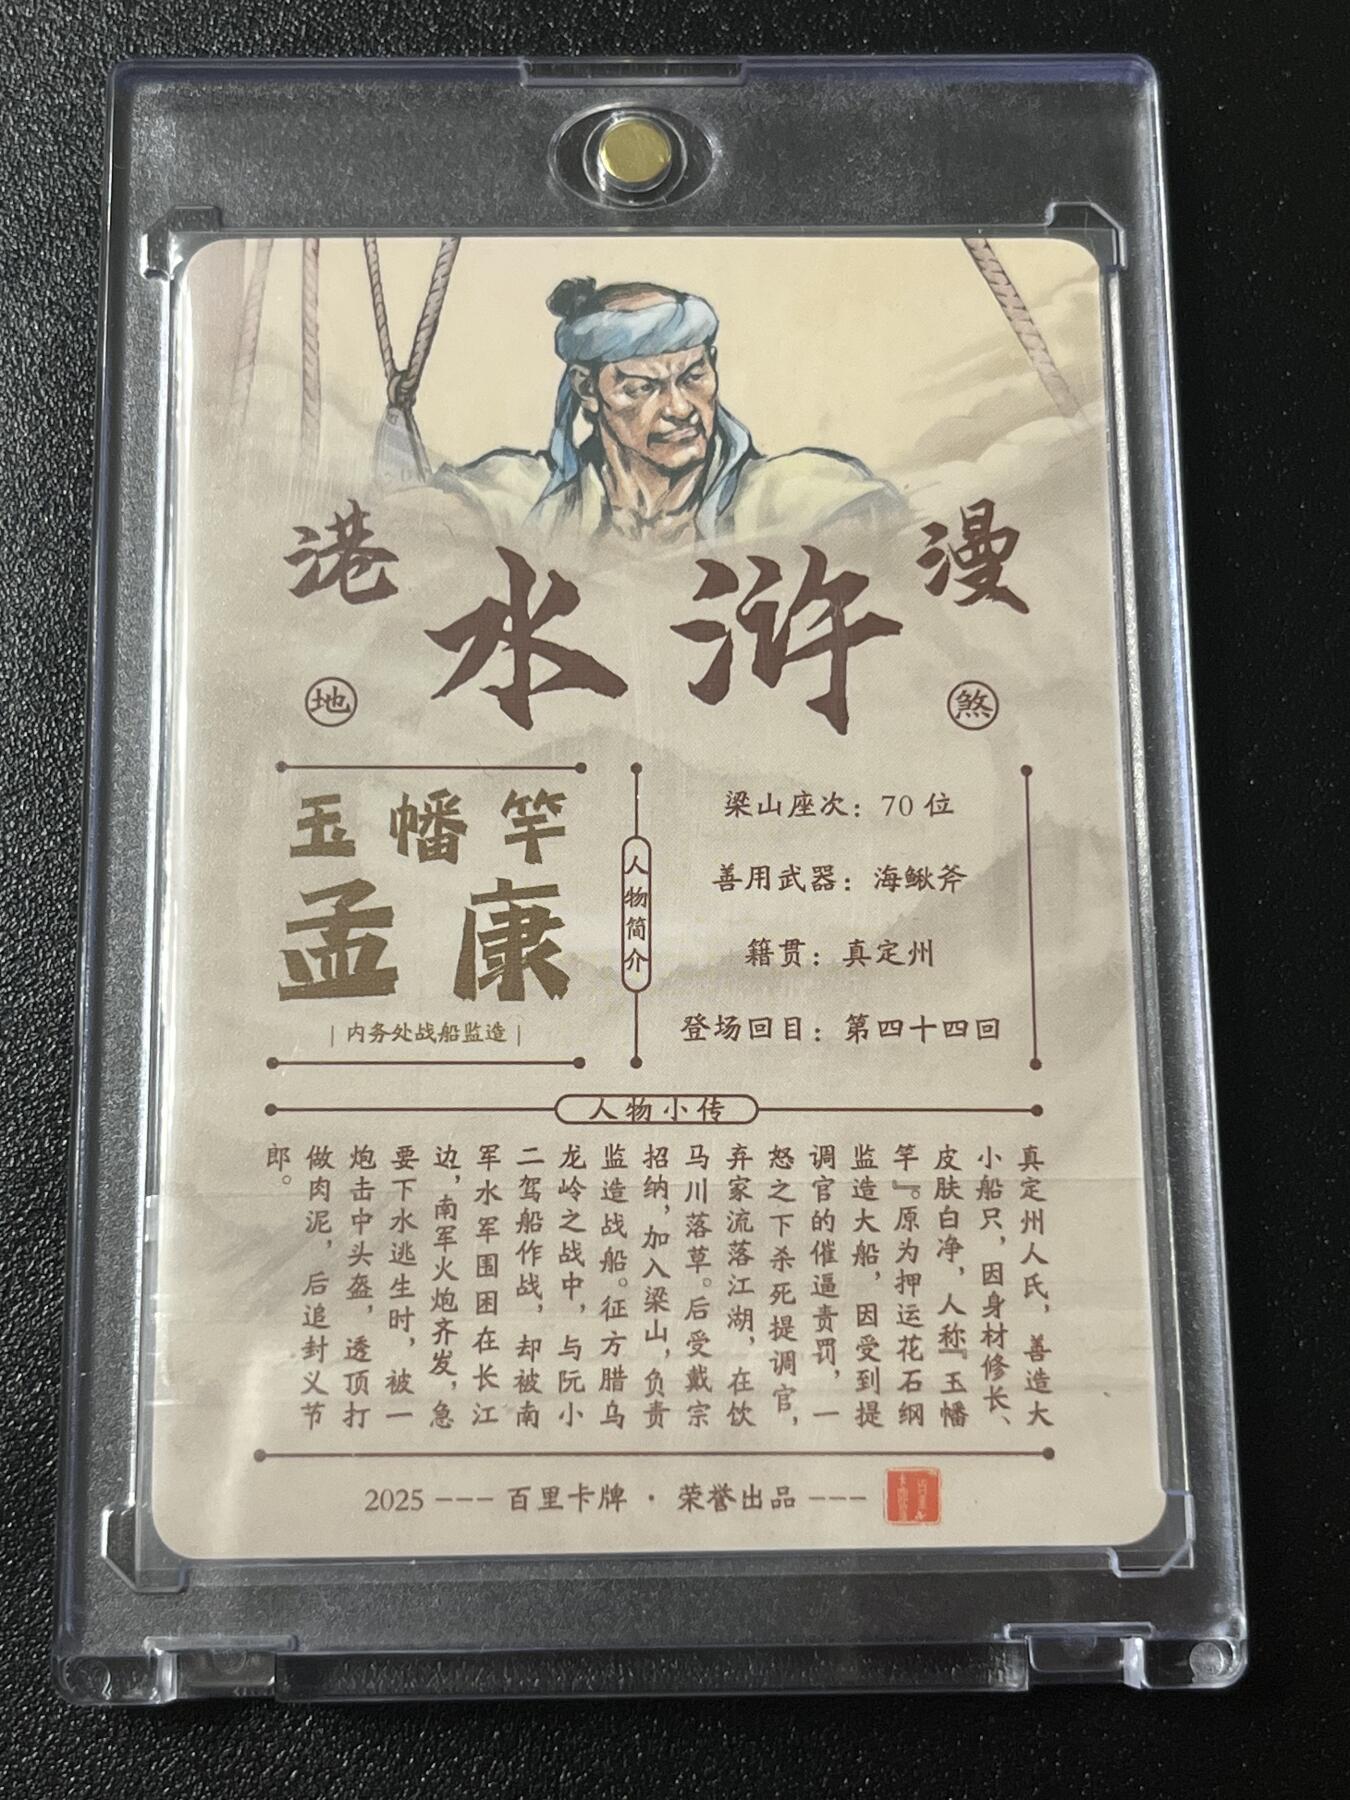 港水浒漫
地
煞
玉幡竿
孟康
|内务处战船监造|
人物简介
梁山座次：70 位
善用武器：海鳅斧
籍贯：真定州
登场回目：第四十四回
人物小传
真定州人氏，善造大
小船只，因身材修长、
皮肤白净，人称『玉幡
竿』。原为押运花石纲
监造大船，因受到提
调官的催逼责罚，一
怒之下杀死提调官，
弃家流落江湖，在饮
马川落草。后受戴宗
招纳，加入梁山，负责
监造战船。征方腊乌
龙岭之战中，与阮小
二驾船作战，却被南
军水军围困在长江
边，南军火炮齐发，急
要下水逃生时，被一
炮击中头盔，透顶打
做肉泥，后追封义节
郎。
2025 --- 百里卡牌 · 荣誉出品 ---